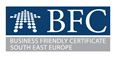 BFC
BUSINESS FRIENDLY CERTIFICATE
SOUTH EAST EUROPE